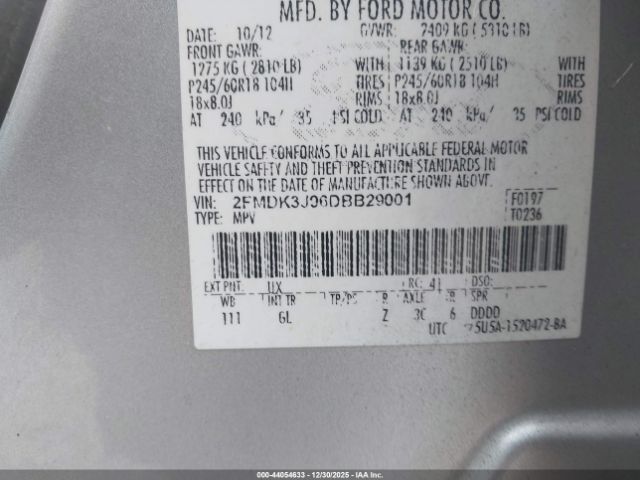 MFD. BY FORD MOTOR CO.
DATE: 10/12 GVWR: 2409 KG (5310 LB)
FRONT GAWR: REAR GAWR:
1275 KG (2810 LB) WITH 1139 KG (2510 LB) WITH
P245/60R18 104H TIRES P245/60R18 104H TIRES
18x8.0J RIMS 18x8.0J RIMS
AT 240 kPa/ 35 PSI COLD AT 240 kPa/ 35 PSI COLD
THIS VEHICLE CONFORMS TO ALL APPLICABLE FEDERAL MOTOR
VEHICLE SAFETY AND THEFT PREVENTION STANDARDS IN
EFFECT ON THE DATE OF MANUFACTURE SHOWN ABOVE.
VIN: 2FMDK3J96DBB29001 F0197
TYPE: MPV T0236
EXT PNT: UX RC: 41 DSO:
WB INT TR TP/PS R AXLE R SPR
111 GL Z 3C 6 DDDD
UTC 5U5A-1520472-BA
000-44054633 - 12/30/2025 - IAAI.COM